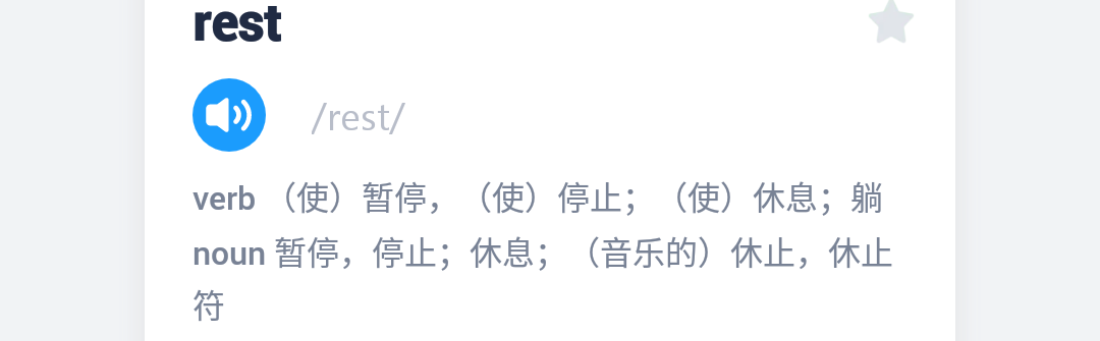 rest
/rest/
verb （使）暂停，（使）停止；（使）休息；躺
noun 暂停，停止；休息；（音乐的）休止，休止
符